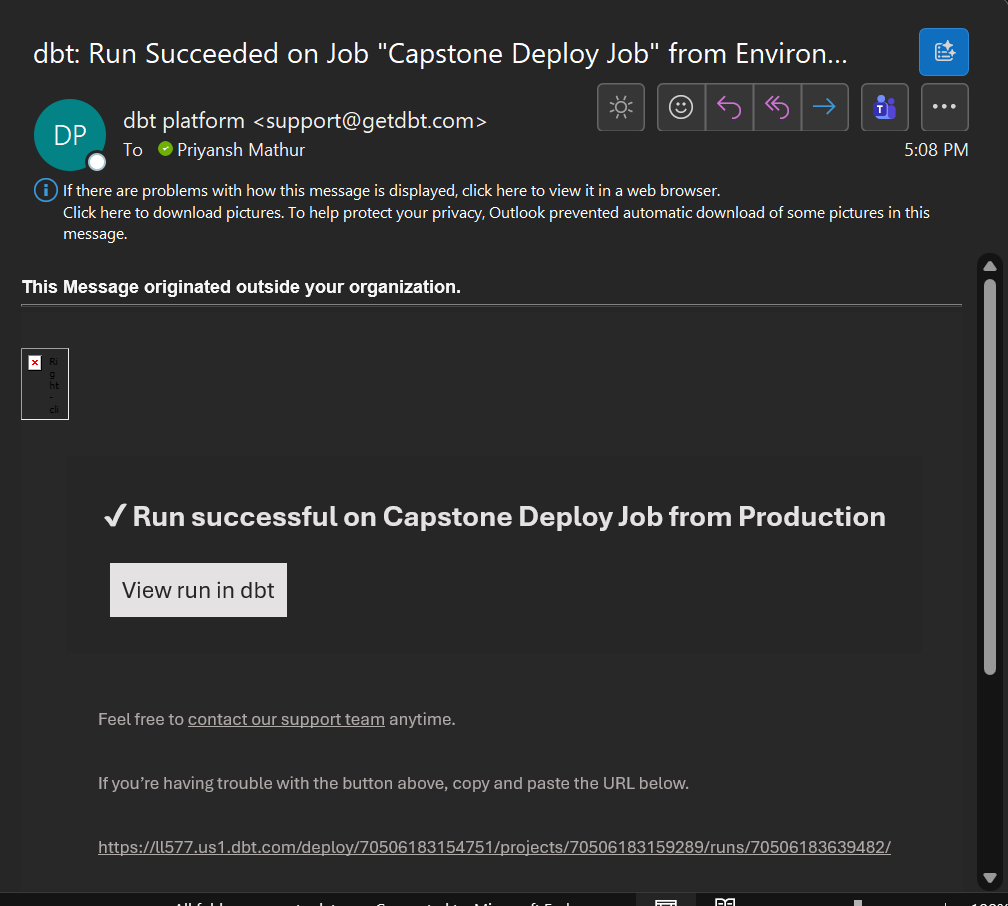 dbt: Run Succeeded on Job "Capstone Deploy Job" from Environ...
DP
dbt platform <support@getdbt.com>
To Priyansh Mathur
T
5:08 PM
If there are problems with how this message is displayed, click here to view it in a web browser.
Click here to download pictures. To help protect your privacy, Outlook prevented automatic download of some pictures in this
message.
This Message originated outside your organization.
Ri
g
ht
-
cli
✓ Run successful on Capstone Deploy Job from Production
View run in dbt
Feel free to contact our support team anytime.
If you’re having trouble with the button above, copy and paste the URL below.
https://ll577.us1.dbt.com/deploy/70506183154751/projects/70506183159289/runs/70506183639482/